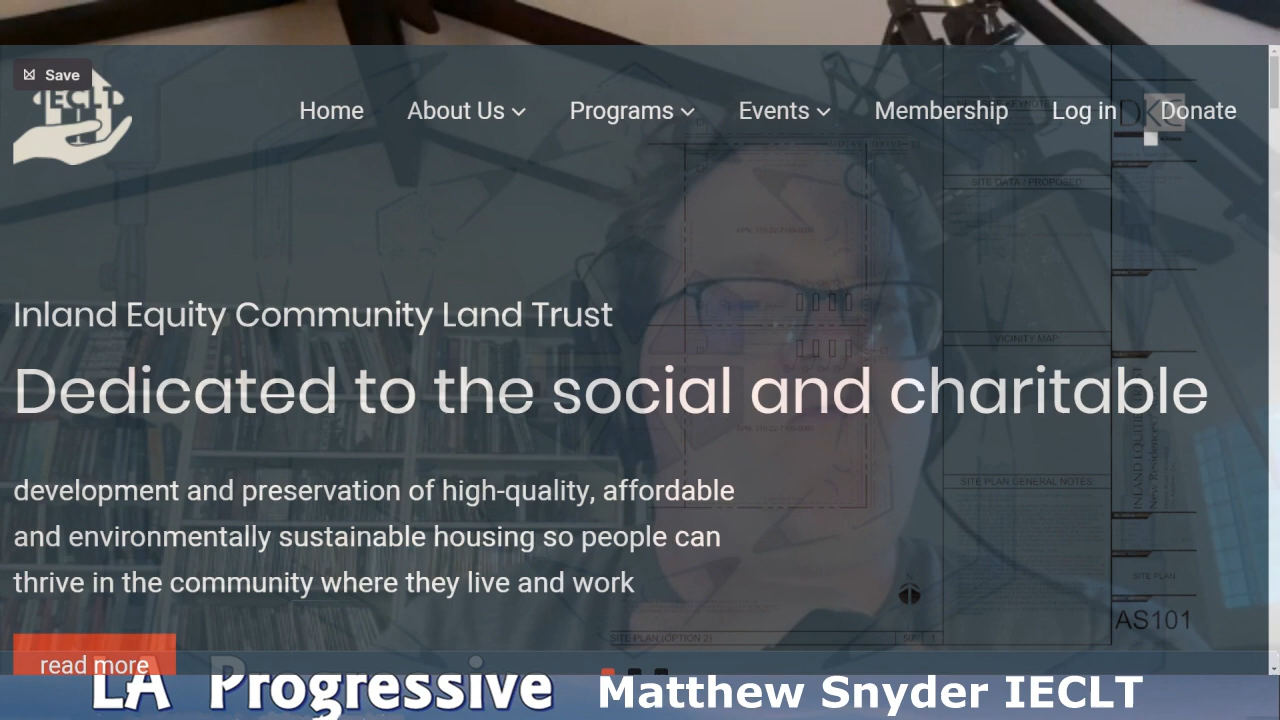 Save
IECLT
Home
About Us
Programs
Events
Membership
Log in
Donate
SITE DATA / PROPOSED:
Inland Equity Community Land Trust
VICINITY MAP:
Dedicated to the social and charitable
SITE PLAN GENERAL NOTES:
development and preservation of high-quality, affordable
and environmentally sustainable housing so people can
thrive in the community where they live and work
SITE PLAN
AS101
SITE PLAN (OPTION 2)
read more
LA Progressive
Matthew Snyder IECLT